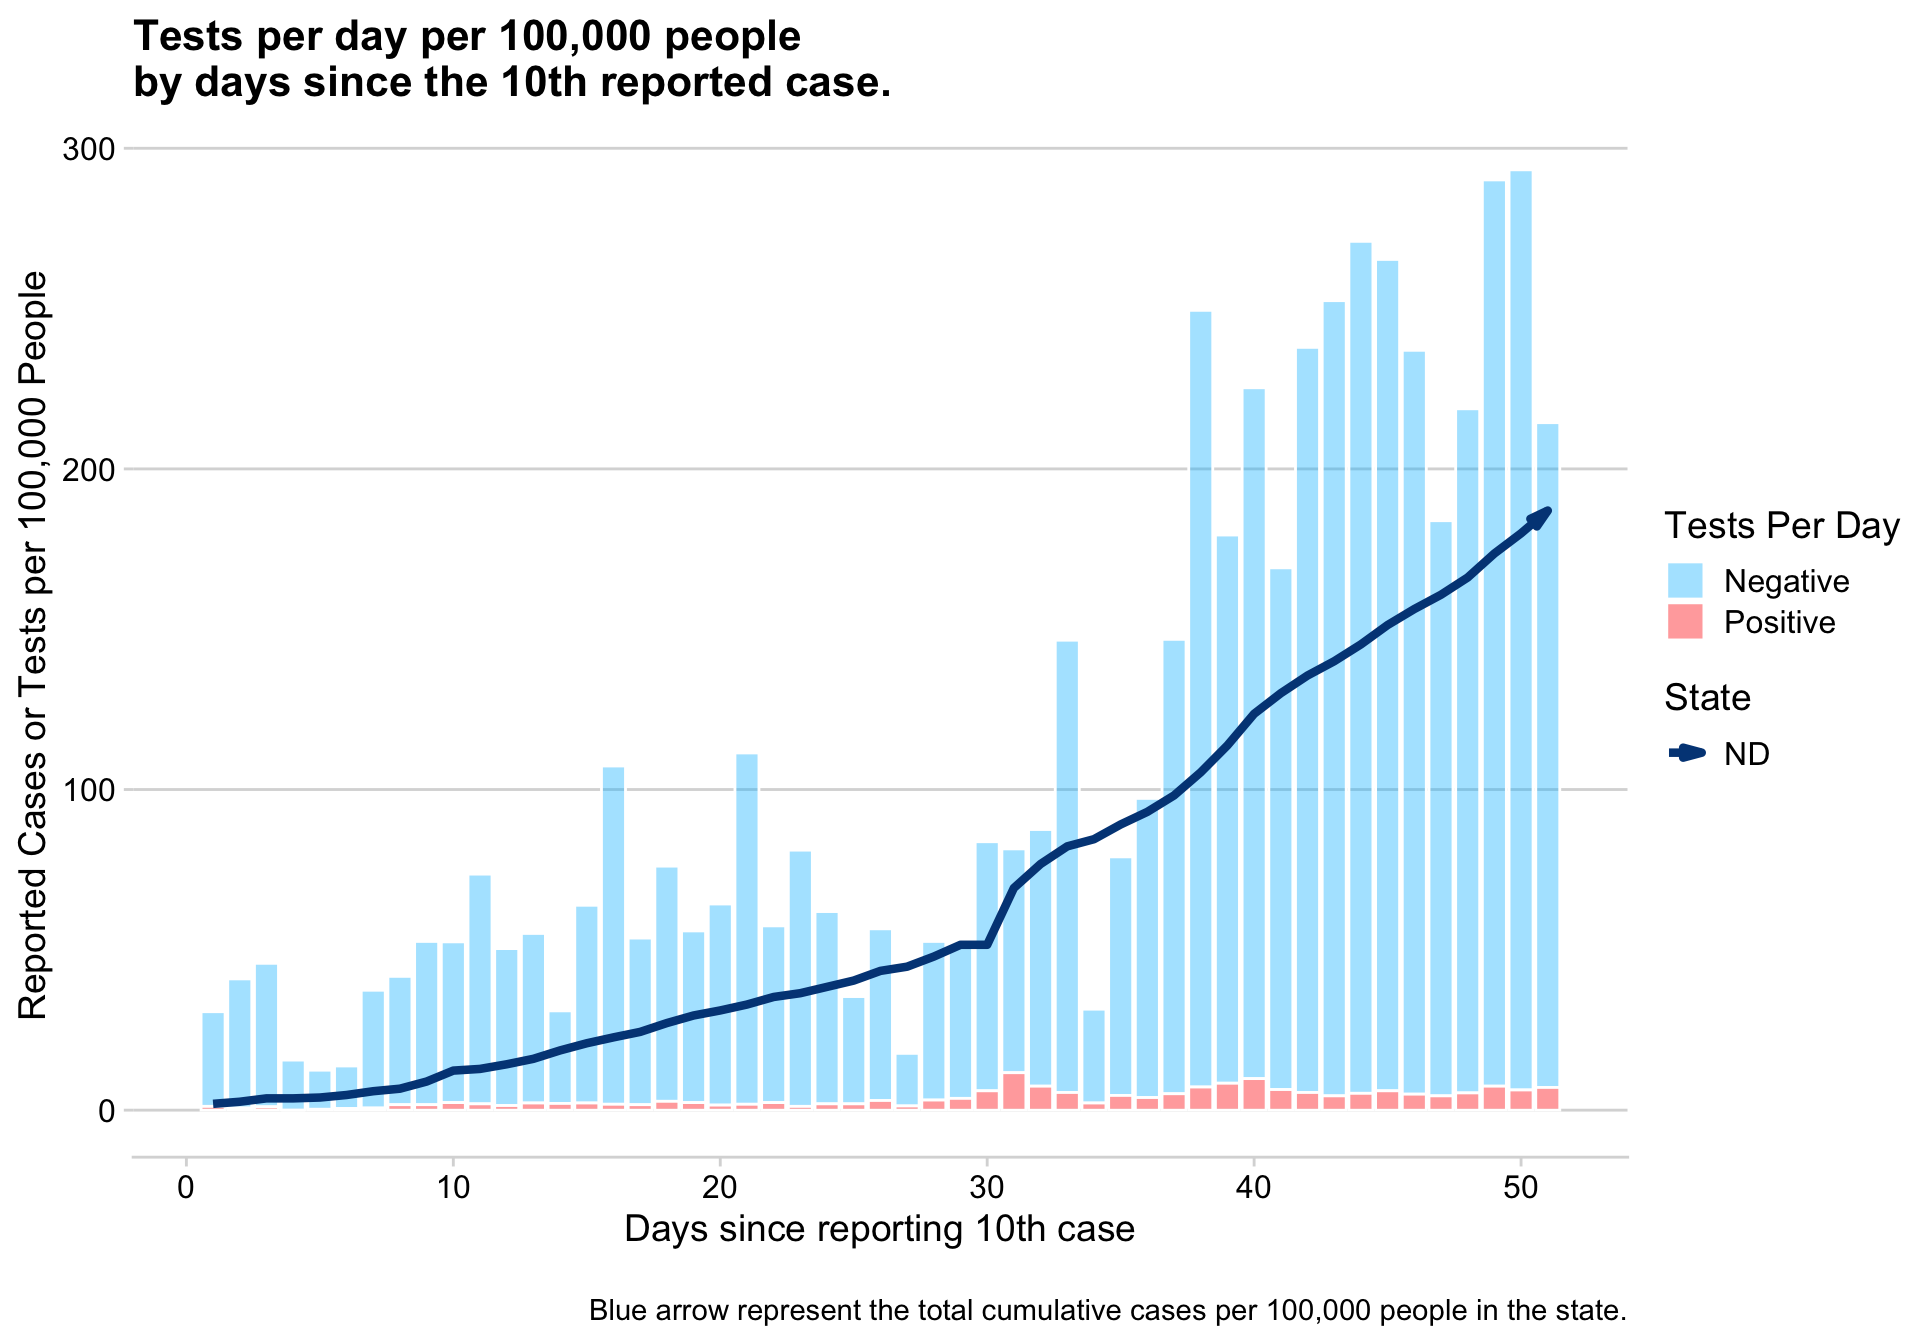 Tests per day per 100,000 people
by days since the 10th reported case.
Reported Cases or Tests per 100,000 People
300
200
100
0
0 10 20 30 40 50
Days since reporting 10th case
Tests Per Day
Negative
Positive
State
ND
Blue arrow represent the total cumulative cases per 100,000 people in the state.